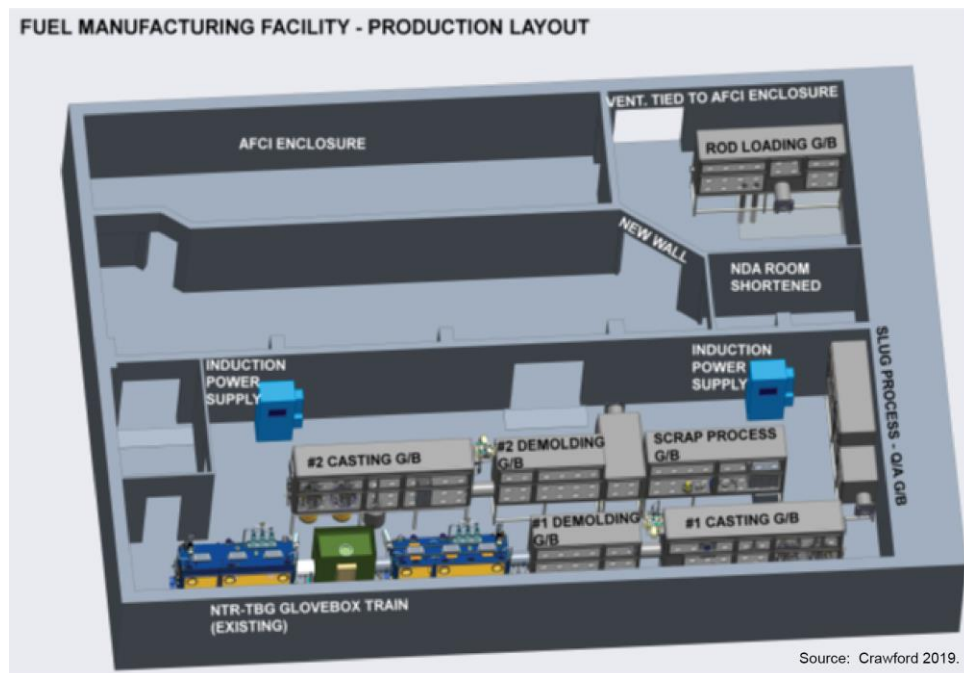 FUEL MANUFACTURING FACILITY - PRODUCTION LAYOUT
VENT. TIED TO AFCI ENCLOSURE
AFCI ENCLOSURE
ROD LOADING G/B
NEW WALL
NDA ROOM
SHORTENED
SLUG PROCESS - Q/A G/B
INDUCTION
POWER
SUPPLY
INDUCTION
POWER
SUPPLY
#2 CASTING G/B
#2 DEMOLDING
G/B
SCRAP PROCESS
G/B
#1 DEMOLDING
G/B
#1 CASTING G/B
NTR-TBG GLOVEBOX TRAIN
(EXISTING)
Source: Crawford 2019.